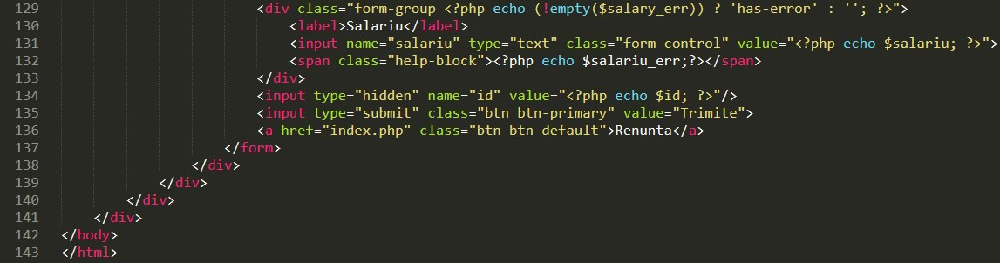 129 <div class="form-group <?php echo (!empty($salary_err)) ? 'has-error' : ''; ?>">
130 <label>Salariu</label>
131 <input name="salariu" type="text" class="form-control" value="<?php echo $salariu; ?>">
132 <span class="help-block"><?php echo $salariu_err;?></span>
133 </div>
134 <input type="hidden" name="id" value="<?php echo $id; ?>"/>
135 <input type="submit" class="btn btn-primary" value="Trimite">
136 <a href="index.php" class="btn btn-default">Renunta</a>
137 </form>
138 </div>
139 </div>
140 </div>
141 </div>
142 </body>
143 </html>